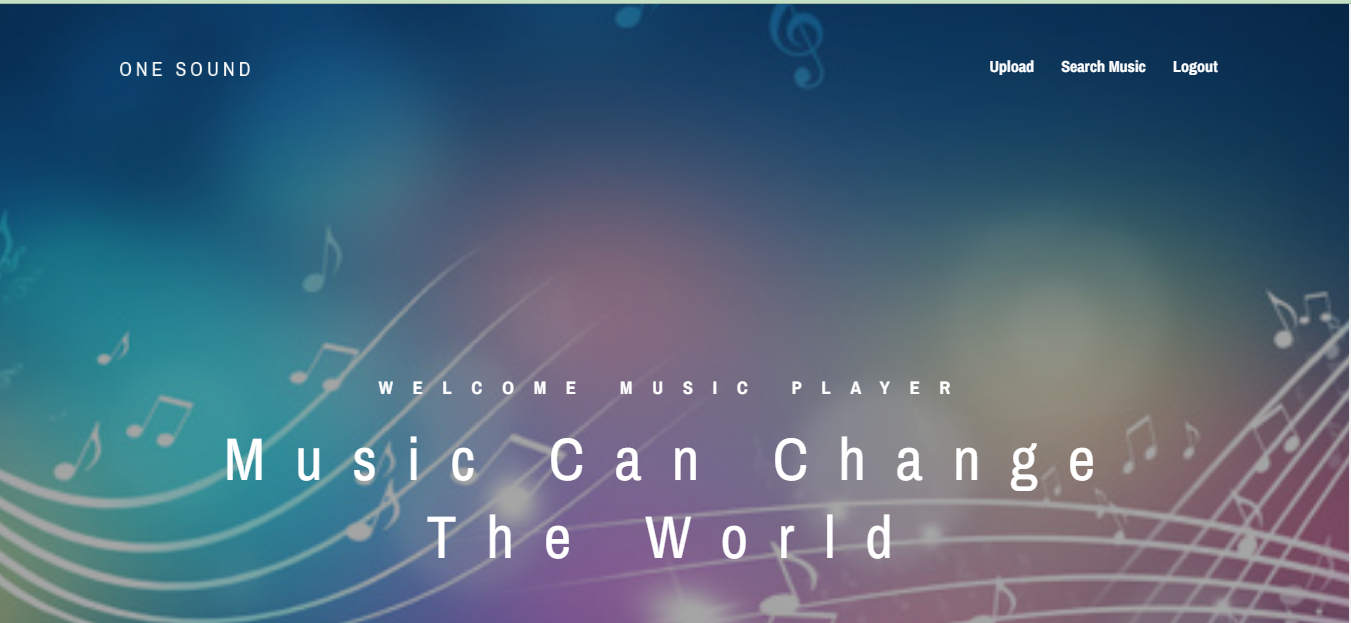 ONE SOUND
Upload Search Music Logout
WELCOME MUSIC PLAYER
Music Can Change
The World